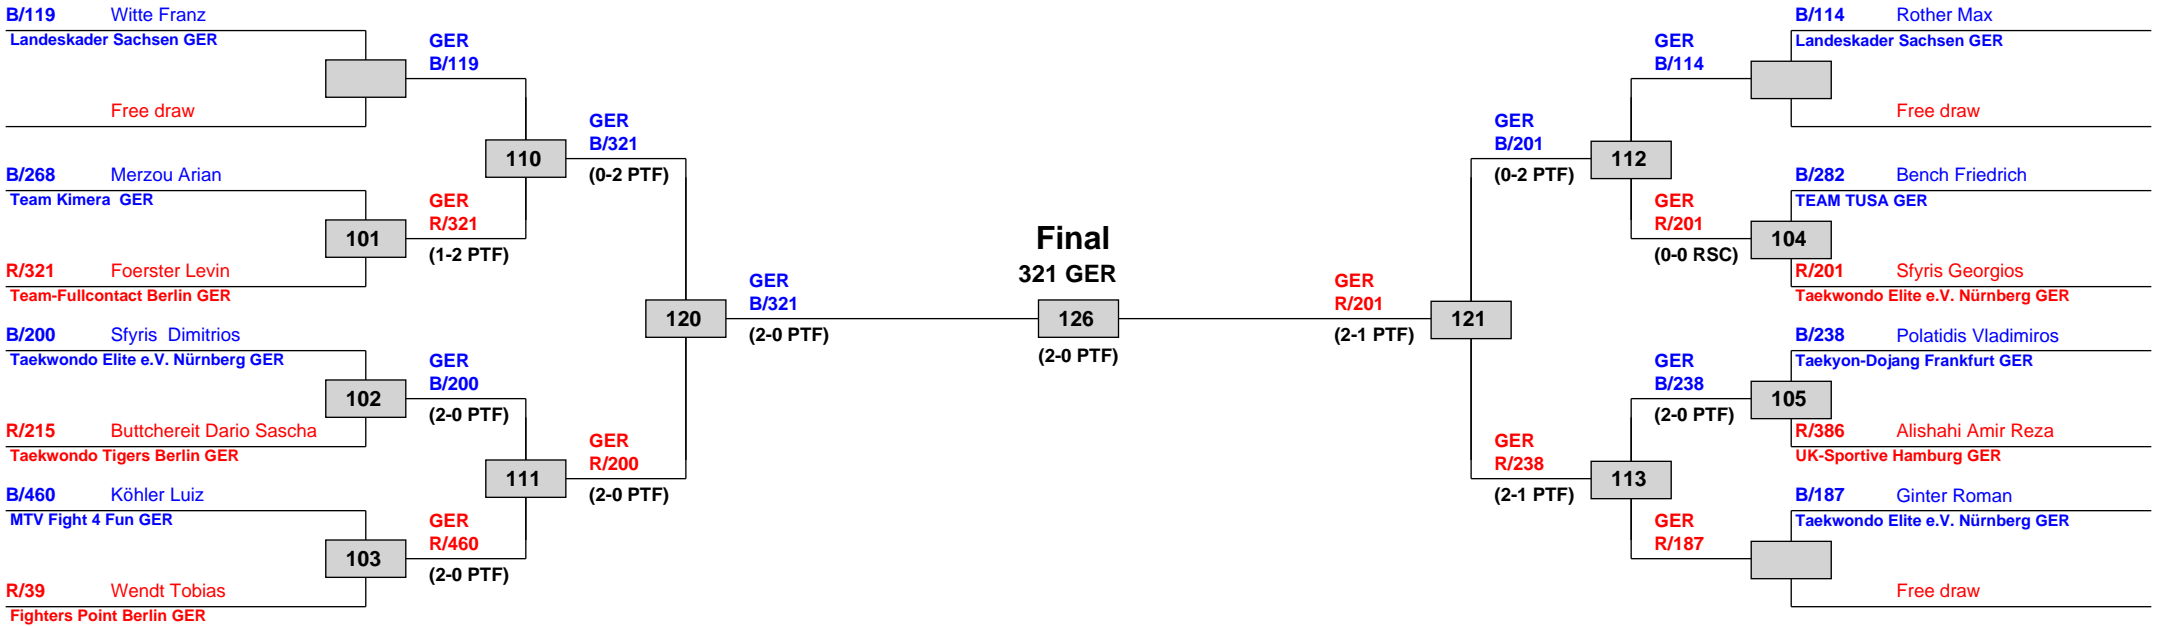 B/119 Witte Franz
Landeskader Sachsen GER
Free draw
B/268 Merzou Arian
Team Kimera  GER
R/321 Foerster Levin
Team-Fullcontact Berlin GER
B/200 Sfyris  Dimitrios
Taekwondo Elite e.V. Nürnberg GER
R/215 Buttchereit Dario Sascha
Taekwondo Tigers Berlin GER
B/460 Köhler Luiz
MTV Fight 4 Fun GER
R/39 Wendt Tobias
Fighters Point Berlin GER
101
102
103
GER
B/119
GER
R/321
(1-2 PTF)
GER
B/200
(2-0 PTF)
GER
R/460
(2-0 PTF)
110
111
GER
B/321
(0-2 PTF)
GER
R/200
(2-0 PTF)
120
GER
B/321
(2-0 PTF)
Final
321 GER
126
(2-0 PTF)
GER
R/201
(2-1 PTF)
121
GER
B/201
(0-2 PTF)
GER
R/238
(2-1 PTF)
112
113
GER
B/114
GER
R/201
(0-0 RSC)
GER
B/238
(2-0 PTF)
GER
R/187
104
105
B/114 Rother Max
Landeskader Sachsen GER
Free draw
B/282 Bench Friedrich
TEAM TUSA GER
R/201 Sfyris Georgios
Taekwondo Elite e.V. Nürnberg GER
B/238 Polatidis Vladimiros
Taekyon-Dojang Frankfurt GER
R/386 Alishahi Amir Reza
UK-Sportive Hamburg GER
B/187 Ginter Roman
Taekwondo Elite e.V. Nürnberg GER
Free draw